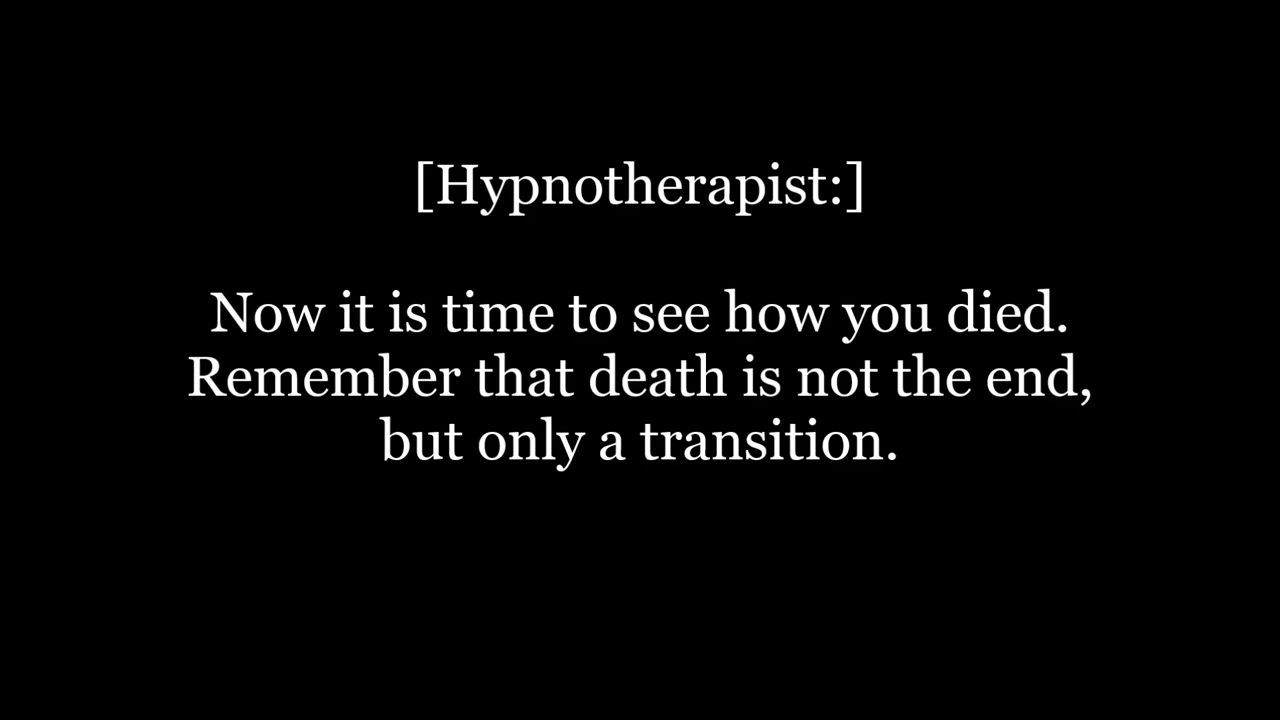 [Hypnotherapist:]
Now it is time to see how you died.
Remember that death is not the end,
but only a transition.